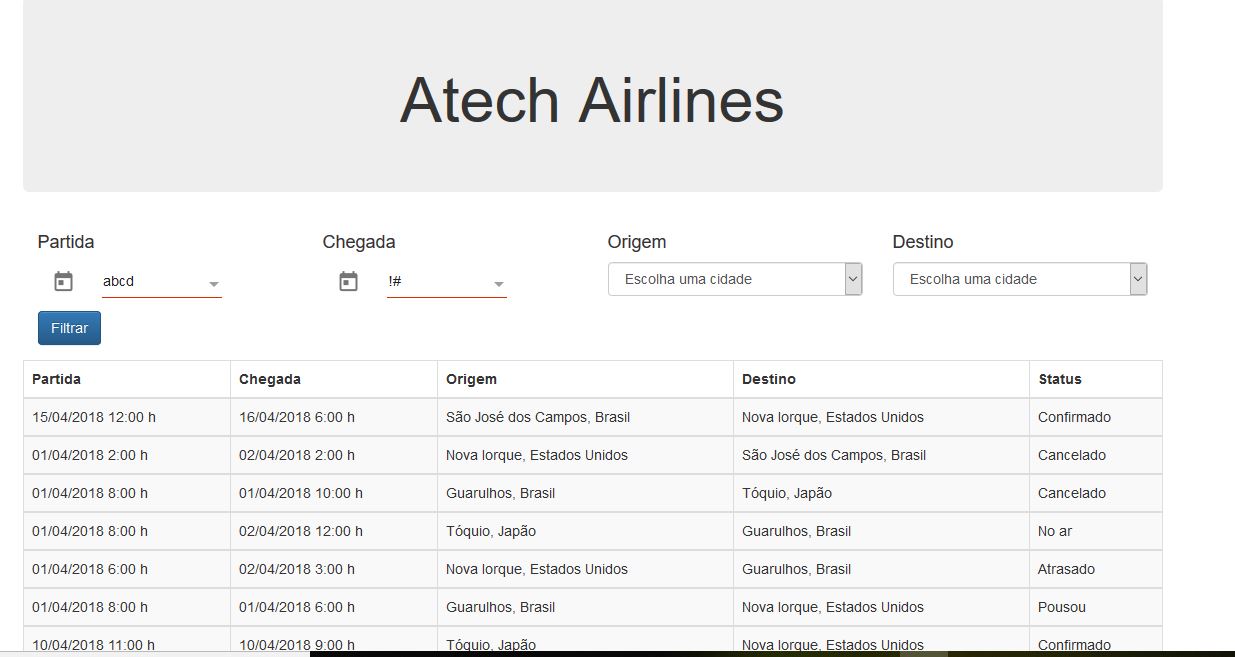 Atech Airlines
Partida Chegada Origem Destino
abcd !# Escolha uma cidade Escolha uma cidade
Filtrar
Partida Chegada Origem Destino Status
15/04/2018 12:00 h 16/04/2018 6:00 h São José dos Campos, Brasil Nova Iorque, Estados Unidos Confirmado
01/04/2018 2:00 h 02/04/2018 2:00 h Nova Iorque, Estados Unidos São José dos Campos, Brasil Cancelado
01/04/2018 8:00 h 01/04/2018 10:00 h Guarulhos, Brasil Tóquio, Japão Cancelado
01/04/2018 8:00 h 02/04/2018 12:00 h Tóquio, Japão Guarulhos, Brasil No ar
01/04/2018 6:00 h 02/04/2018 3:00 h Nova Iorque, Estados Unidos Guarulhos, Brasil Atrasado
01/04/2018 8:00 h 01/04/2018 6:00 h Guarulhos, Brasil Nova Iorque, Estados Unidos Pousou
10/04/2018 11:00 h 10/04/2018 9:00 h Tóquio, Japão Nova Iorque, Estados Unidos Confirmado